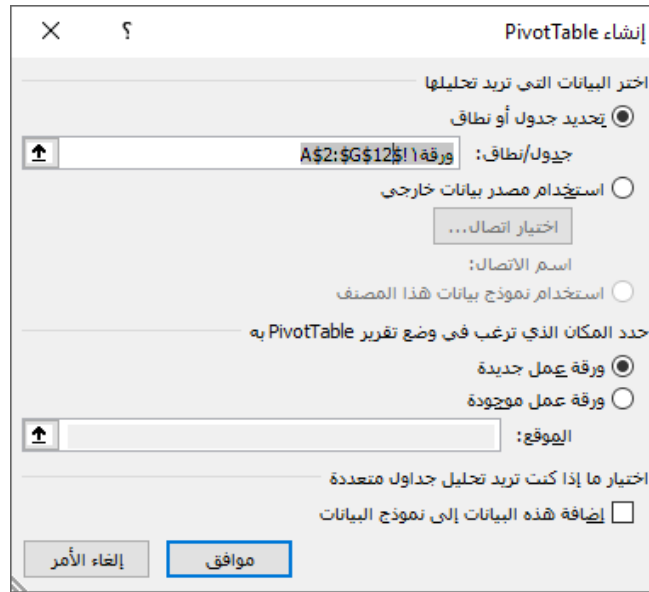 إنشاء PivotTable
؟
اختر البيانات التي تريد تحليلها
تحديد جدول أو نطاق
جدول/نطاق: ورقة١!$A$2:$G$12
استخدام مصدر بيانات خارجي
اختيار اتصال...
اسم الاتصال:
استخدام نموذج بيانات هذا المصنف
حدد المكان الذي ترغب في وضع تقرير PivotTable به
ورقة عمل جديدة
ورقة عمل موجودة
الموقع:
اختيار ما إذا كنت تريد تحليل جداول متعددة
إضافة هذه البيانات إلى نموذج البيانات
موافق
إلغاء الأمر